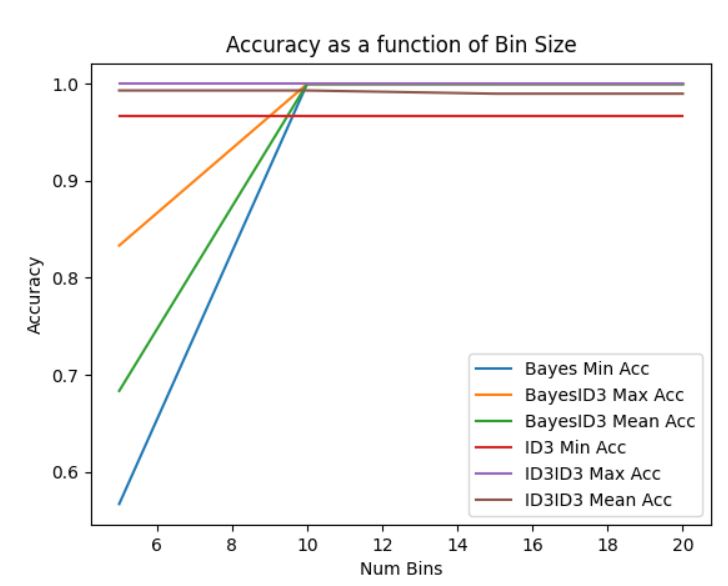 Accuracy as a function of Bin Size
Accuracy
1.0
0.9
0.8
0.7
0.6
Bayes Min Acc
BayesID3 Max Acc
BayesID3 Mean Acc
ID3 Min Acc
ID3ID3 Max Acc
ID3ID3 Mean Acc
6 8 10 12 14 16 18 20
Num Bins